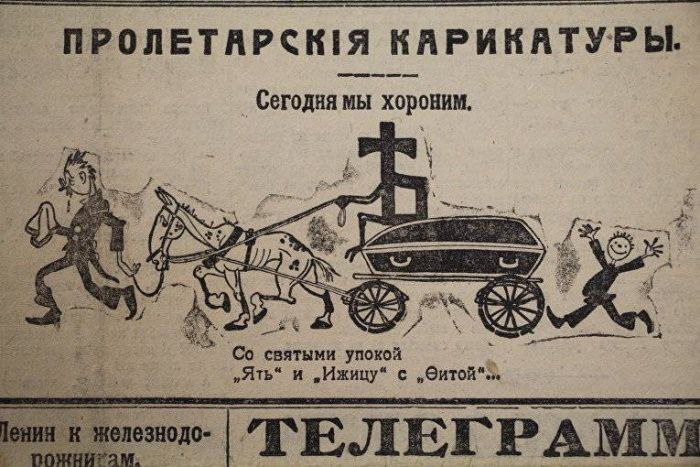 ПРОЛЕТАРСКІЯ КАРИКАТУРЫ.
Сегодня мы хороним.
Со святыми упокой
„Ять“ и „Ижицу“ с „Ѳитой“...
Ленин к железнодо-
рожникам.
ТЕЛЕГРАММ